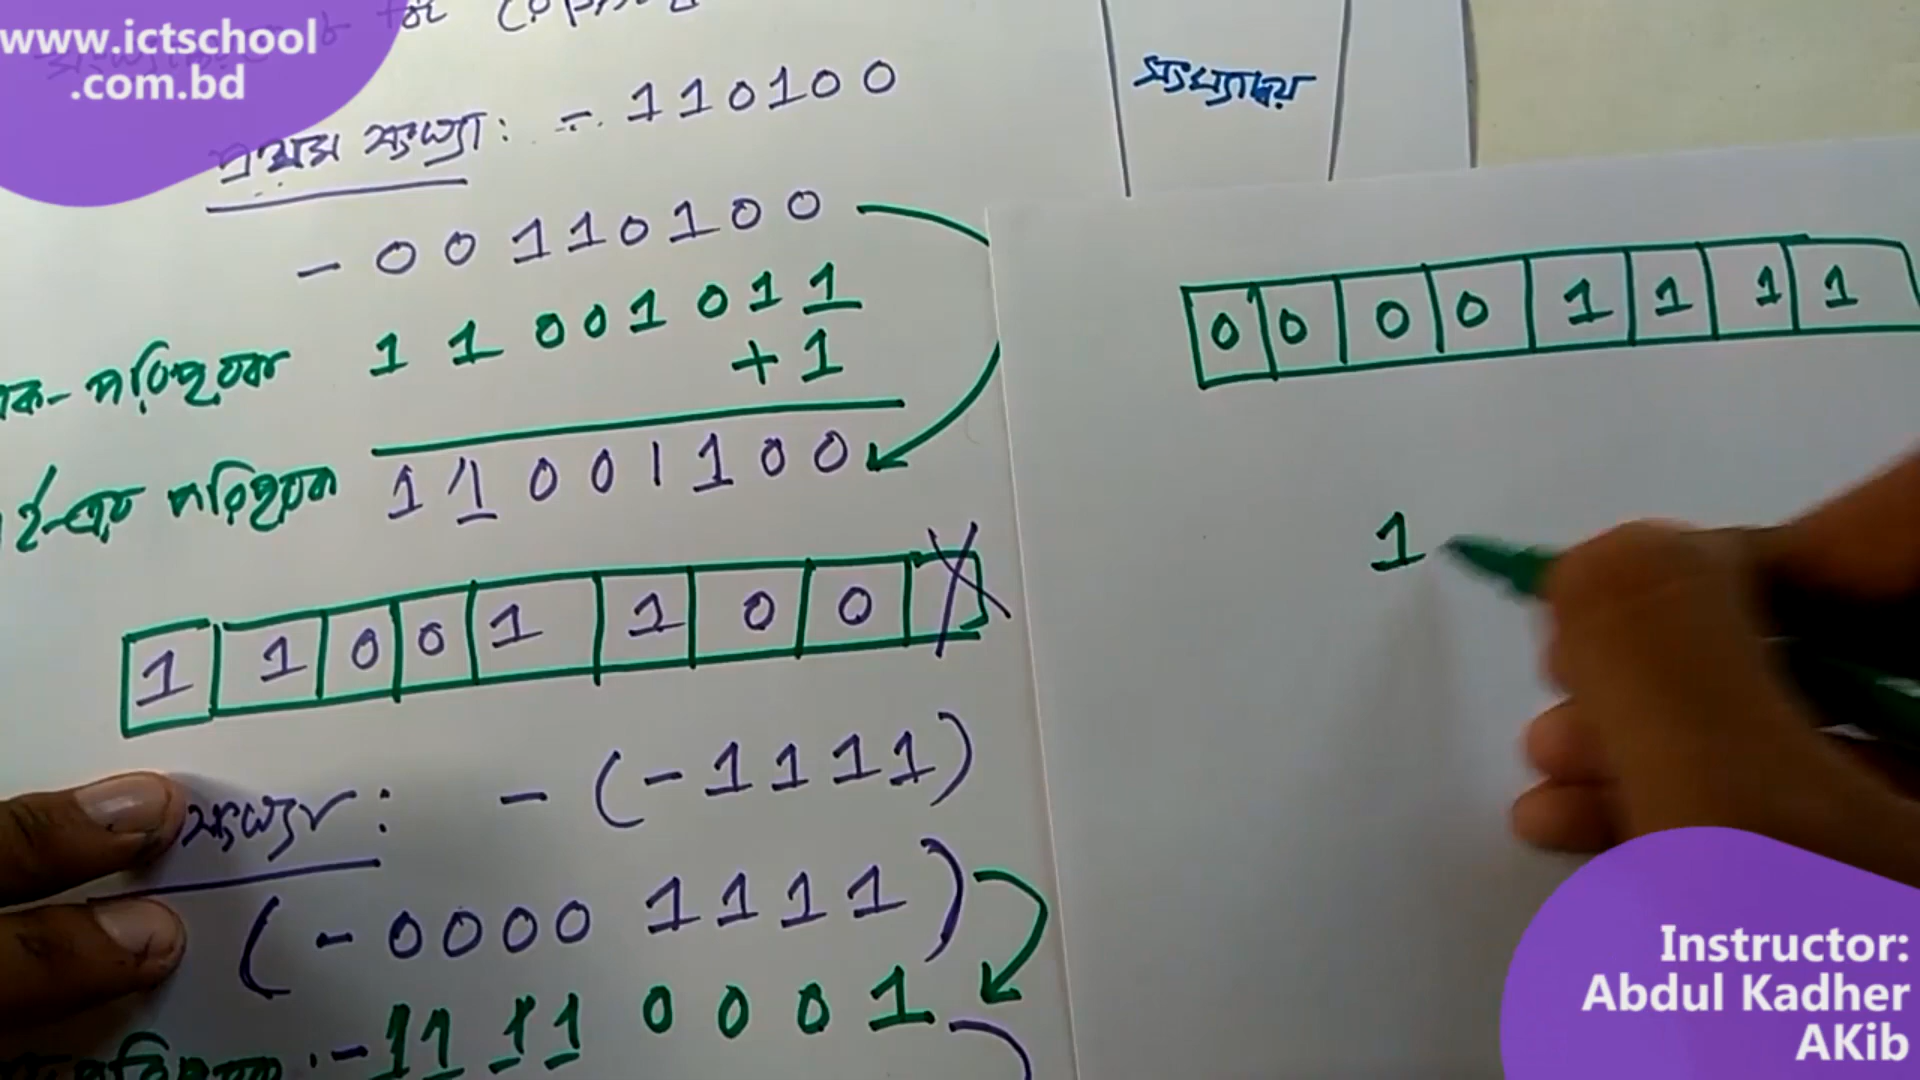 www.ictschool
.com.bd
প্রথম সংখ্যা: - 110100
- 00110100
এক-পরিপূরক 11001011
+1
দুই-এর পরিপূরক 11001100
1 1 0 0 1 1 0 0
সংখ্যা: - (-1111)
(-0000 1111)
-1111 0001
সংখ্যাদ্বয়
0 0 0 0 1 1 1 1
1
Instructor:
Abdul Kadher
AKib